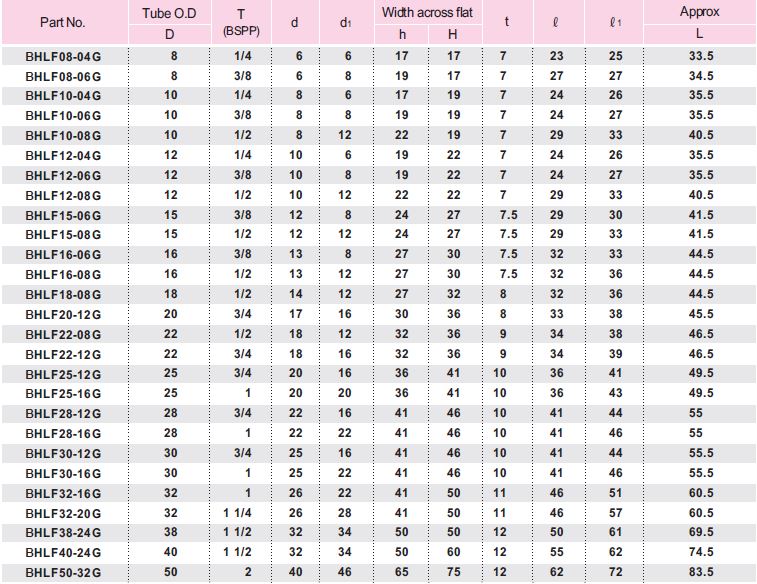 Part No. Tube O.D T (BSPP) d d1 Width across flat t ℓ ℓ1 Approx
D h H L
BHLF08-04G 8 1/4 6 6 17 17 7 23 25 33.5
BHLF08-06G 8 3/8 6 8 19 17 7 27 27 34.5
BHLF10-04G 10 1/4 8 6 17 19 7 24 26 35.5
BHLF10-06G 10 3/8 8 8 19 19 7 24 27 35.5
BHLF10-08G 10 1/2 8 12 22 19 7 29 33 40.5
BHLF12-04G 12 1/4 10 6 19 22 7 24 26 35.5
BHLF12-06G 12 3/8 10 8 19 22 7 24 27 35.5
BHLF12-08G 12 1/2 10 12 22 22 7 29 33 40.5
BHLF15-06G 15 3/8 12 8 24 27 7.5 29 30 41.5
BHLF15-08G 15 1/2 12 12 24 27 7.5 29 33 41.5
BHLF16-06G 16 3/8 13 8 27 30 7.5 32 33 44.5
BHLF16-08G 16 1/2 13 12 27 30 7.5 32 36 44.5
BHLF18-08G 18 1/2 14 12 27 32 8 32 36 44.5
BHLF20-12G 20 3/4 17 16 30 36 8 33 38 45.5
BHLF22-08G 22 1/2 18 12 32 36 9 34 38 46.5
BHLF22-12G 22 3/4 18 16 32 36 9 34 39 46.5
BHLF25-12G 25 3/4 20 16 36 41 10 36 41 49.5
BHLF25-16G 25 1 20 20 36 41 10 36 43 49.5
BHLF28-12G 28 3/4 22 16 41 46 10 41 44 55
BHLF28-16G 28 1 22 22 41 46 10 41 46 55
BHLF30-12G 30 3/4 25 16 41 46 10 41 44 55.5
BHLF30-16G 30 1 25 22 41 46 10 41 46 55.5
BHLF32-16G 32 1 26 22 41 50 11 46 51 60.5
BHLF32-20G 32 1 1/4 26 28 41 50 11 46 57 60.5
BHLF38-24G 38 1 1/2 32 34 50 50 12 50 61 69.5
BHLF40-24G 40 1 1/2 32 34 50 60 12 55 62 74.5
BHLF50-32G 50 2 40 46 65 75 12 62 72 83.5